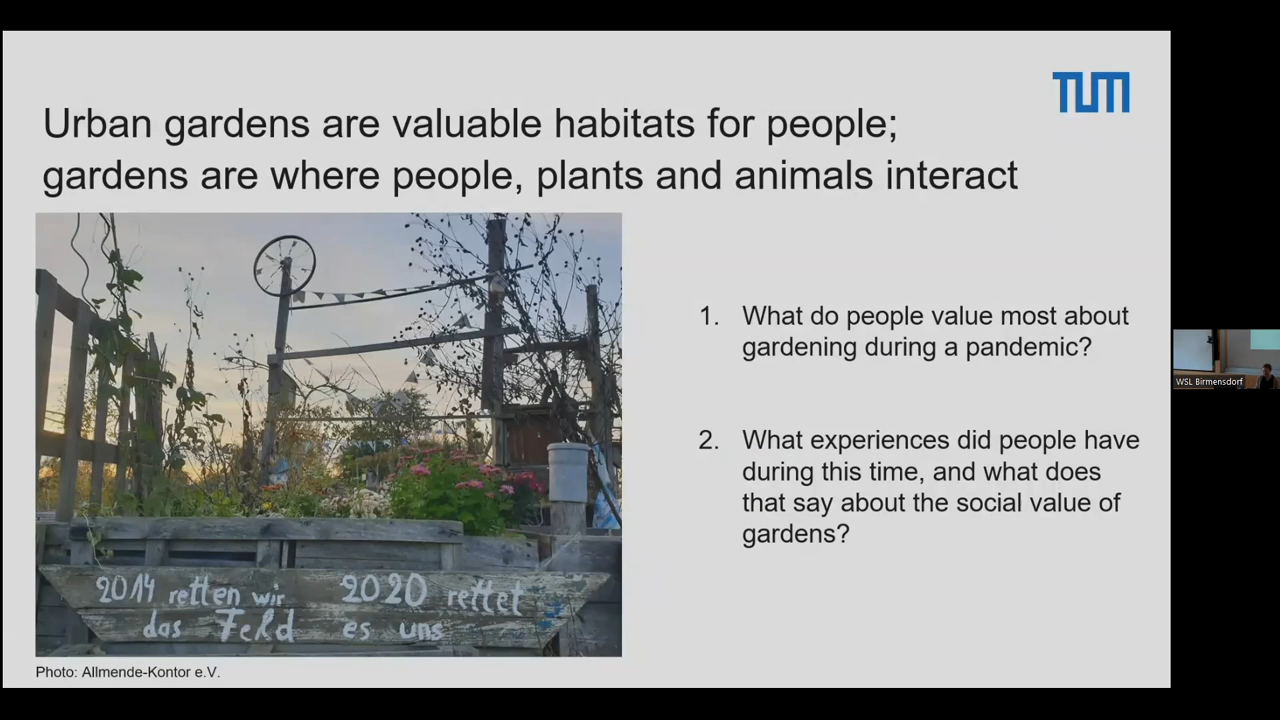 TUM
Urban gardens are valuable habitats for people;
gardens are where people, plants and animals interact
1. What do people value most about
gardening during a pandemic?
2. What experiences did people have
during this time, and what does
that say about the social value of
gardens?
2014 retten wir
das Feld
2020 rettet
es uns
Photo: Allmende-Kontor e.V.
WSL Birmensdorf